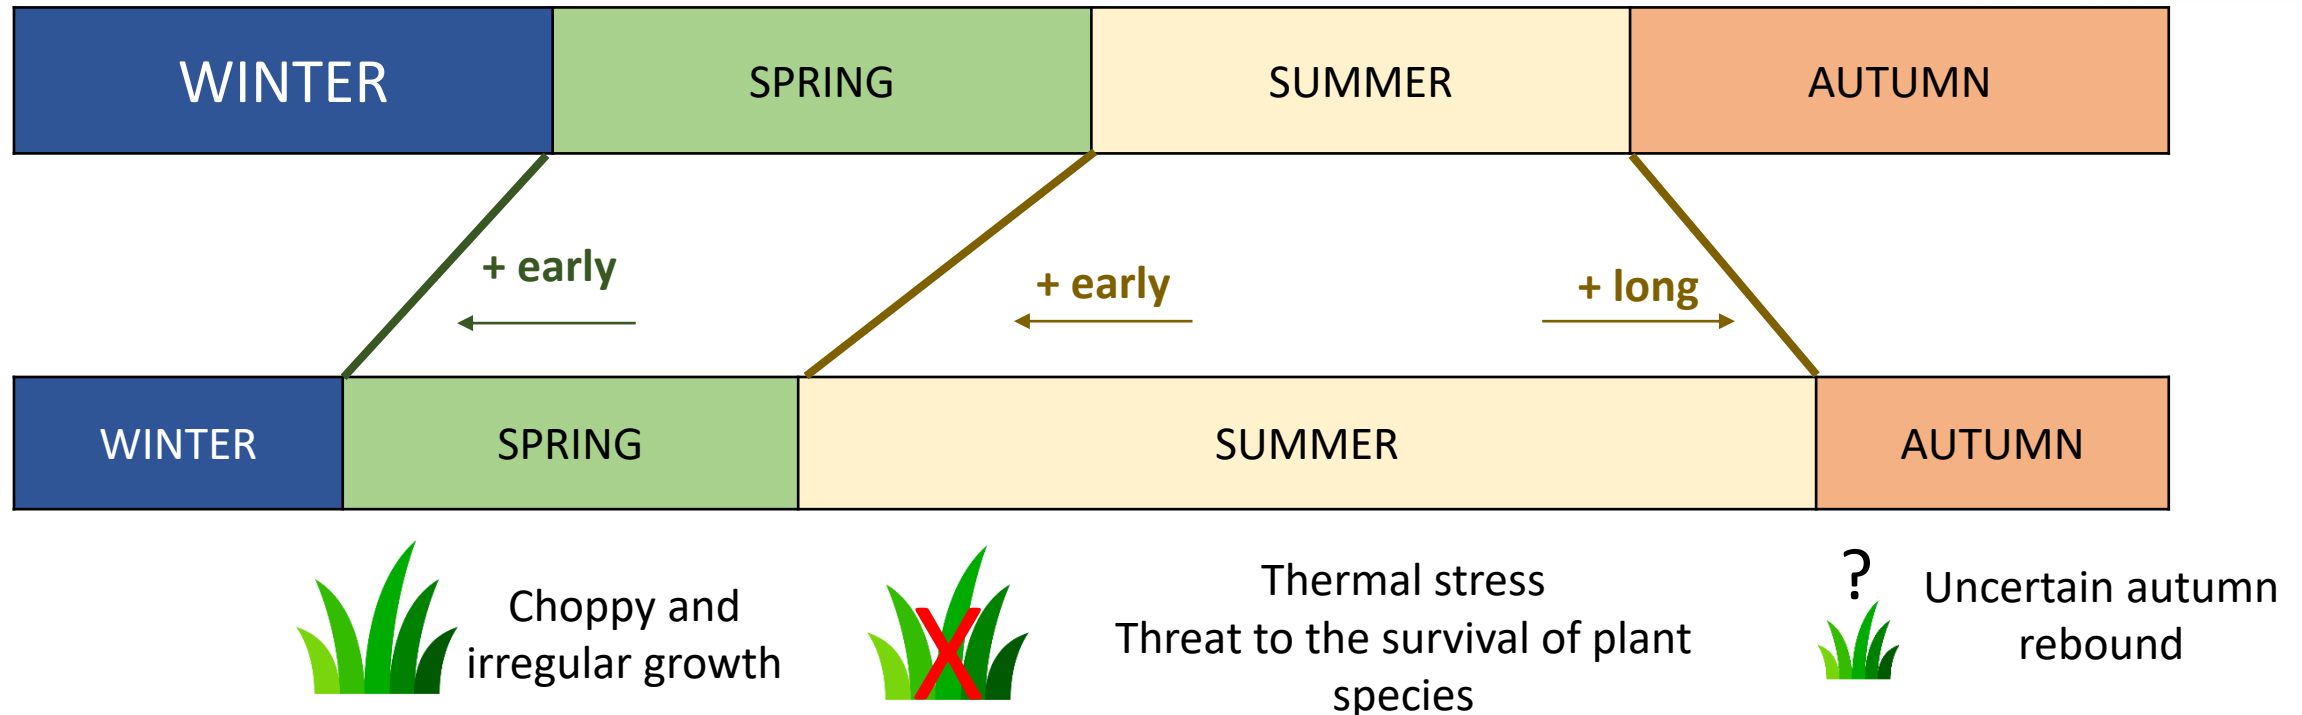 WINTER
SPRING
SUMMER
AUTUMN
+ early
+ early
+ long
WINTER
SPRING
SUMMER
AUTUMN
Choppy and
irregular growth
Thermal stress
Threat to the survival of plant
species
?
Uncertain autumn
rebound